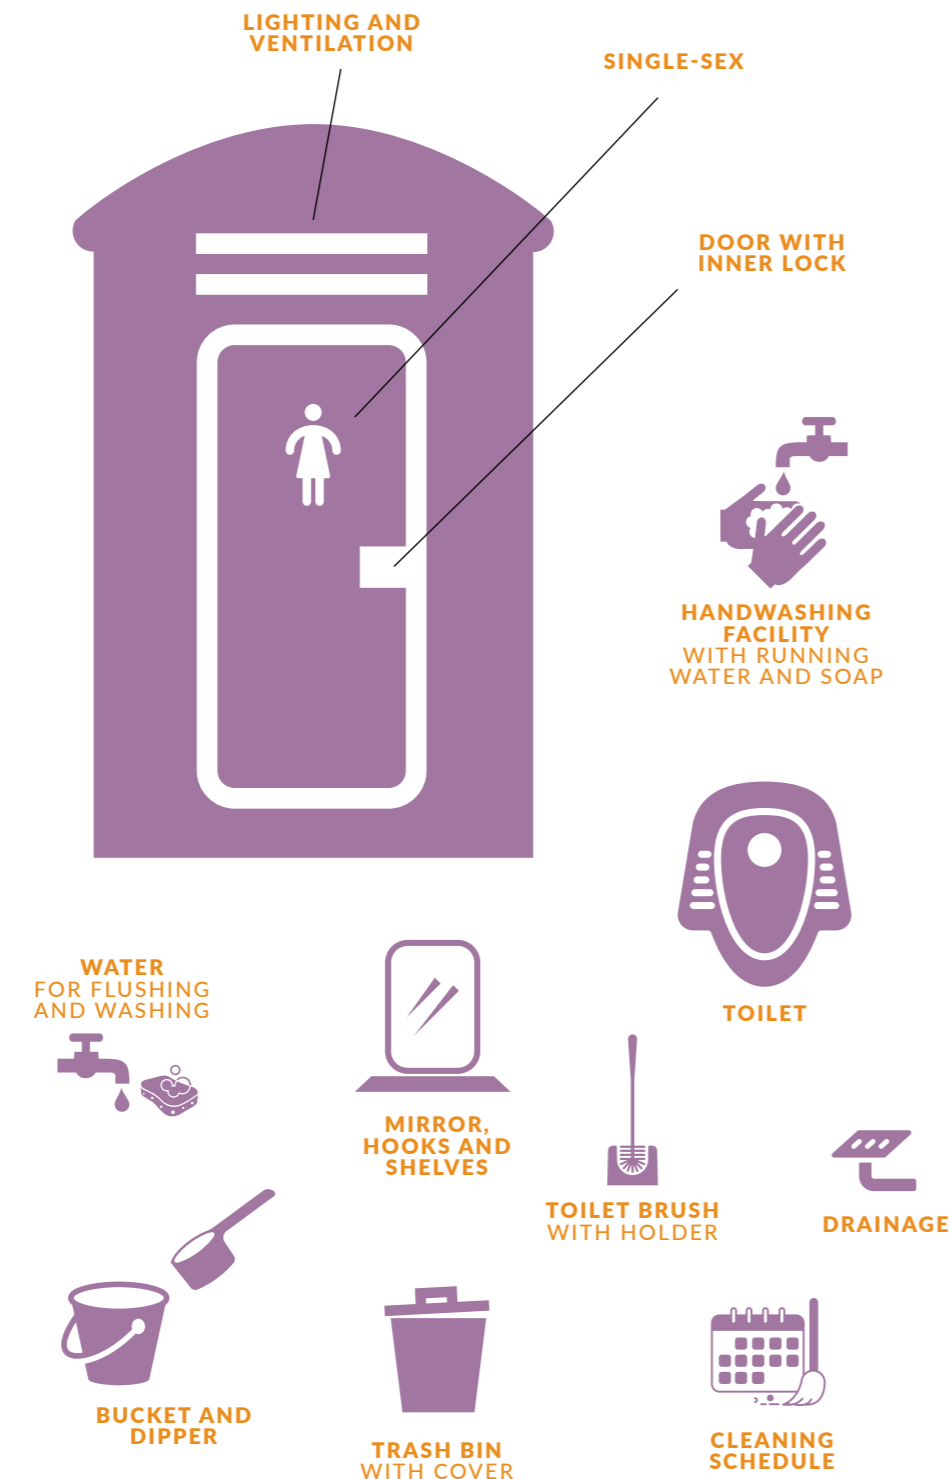 LIGHTING AND
VENTILATION
SINGLE-SEX
DOOR WITH
INNER LOCK
HANDWASHING
FACILITY
WITH RUNNING
WATER AND SOAP
WATER
FOR FLUSHING
AND WASHING
TOILET
MIRROR,
HOOKS AND
SHELVES
TOILET BRUSH
WITH HOLDER
DRAINAGE
BUCKET AND
DIPPER
TRASH BIN
WITH COVER
CLEANING
SCHEDULE